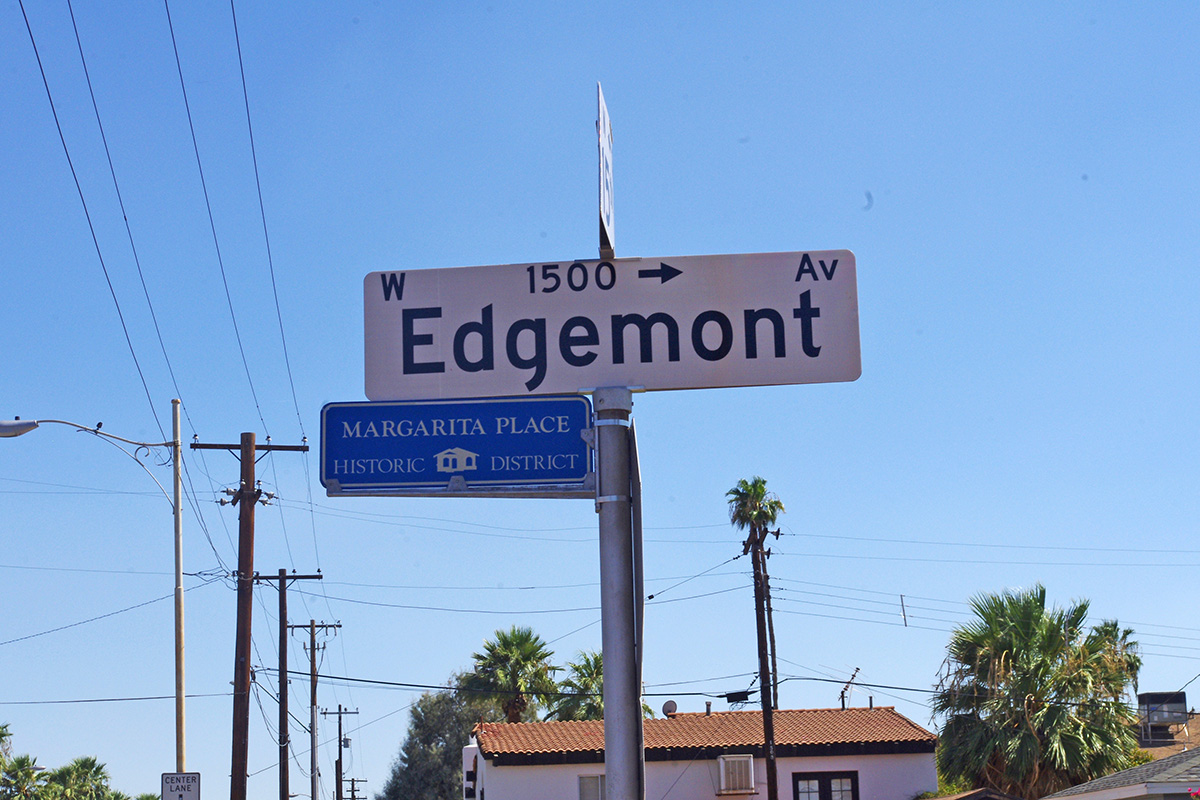 W 1500 → Av
Edgemont
MARGARITA PLACE
HISTORIC DISTRICT
CENTER
LANE